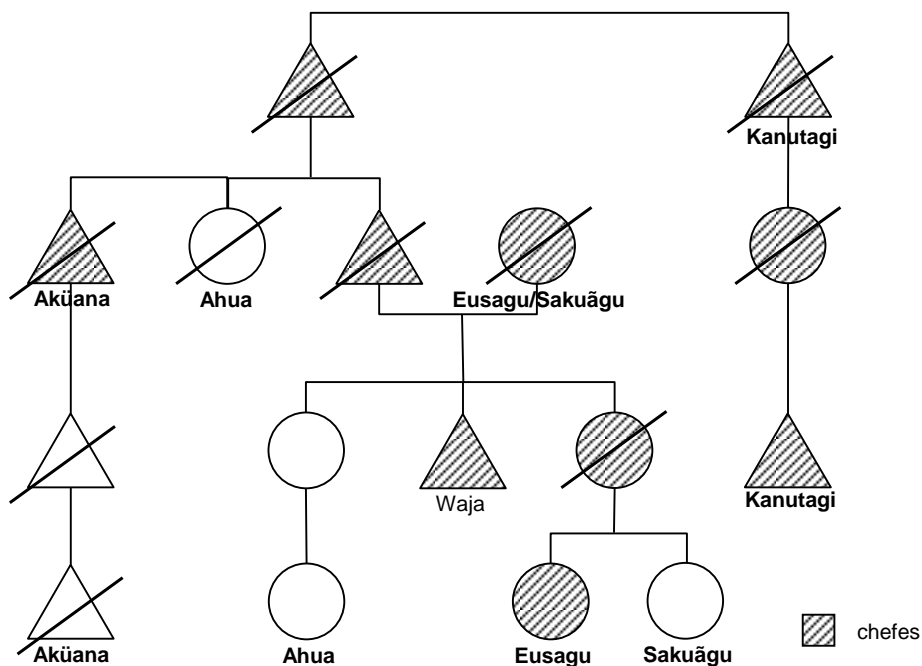 Kanutagi
Aküana
Ahua
Eusagu/Sakuãgu
Waja
Kanutagi
Aküana
Ahua
Eusagu
Sakuãgu
chefes